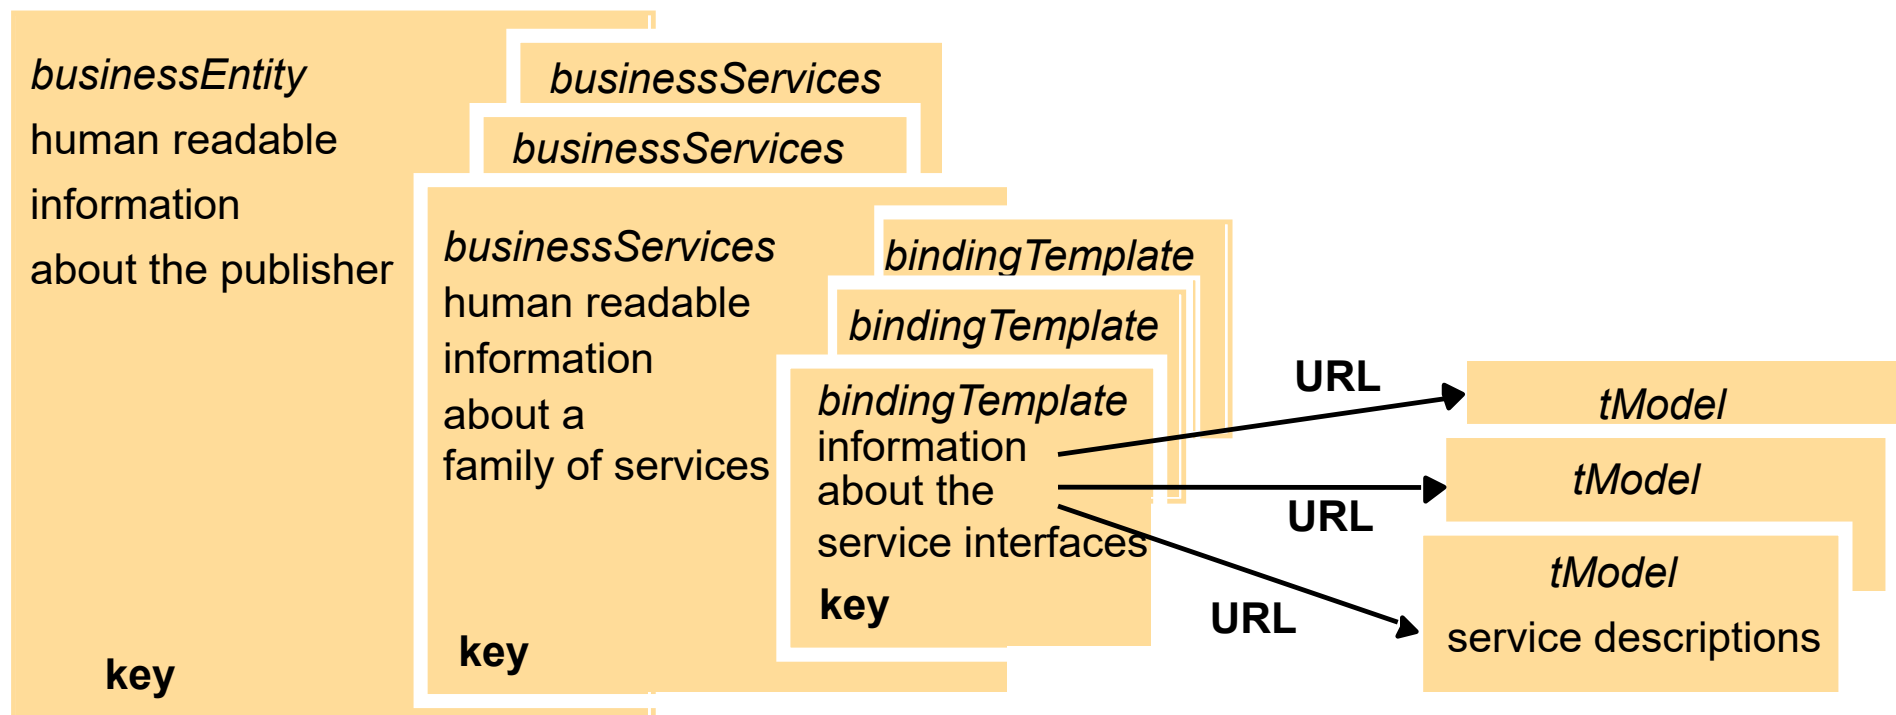 businessEntity
human readable
information
about the publisher
key
businessServices
businessServices
businessServices
human readable
information
about a
family of services
key
bindingTemplate
bindingTemplate
bindingTemplate
information
about the
service interfaces
key
URL
URL
URL
tModel
tModel
tModel
service descriptions